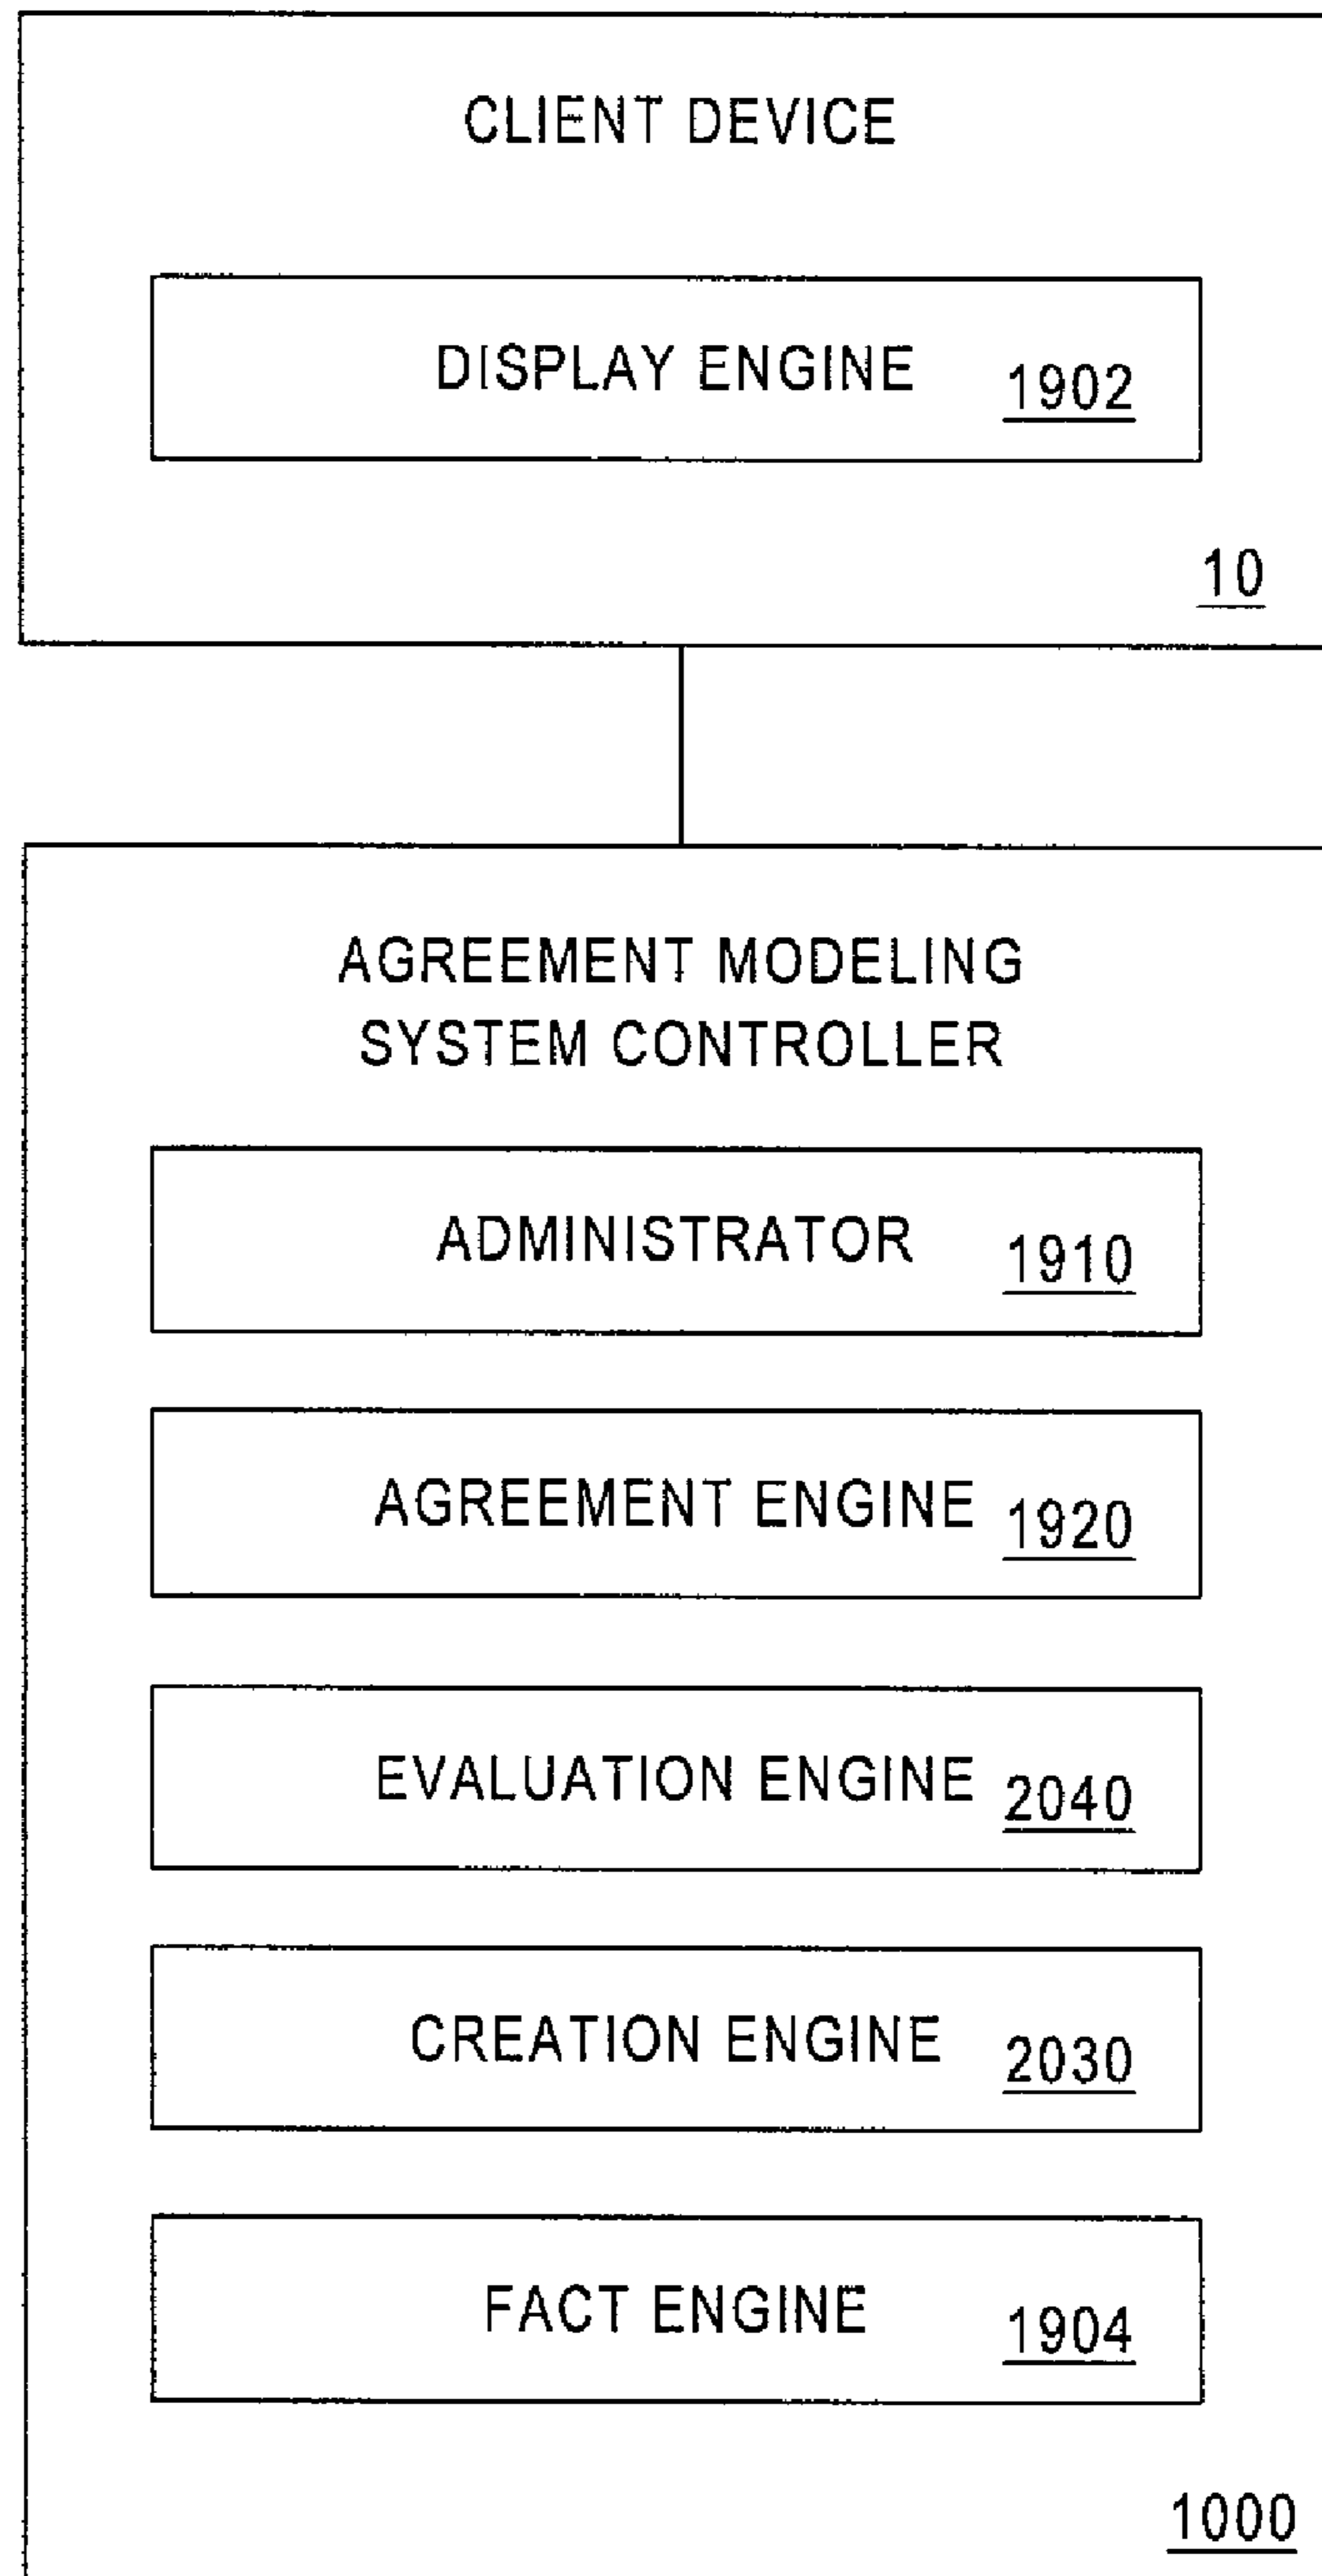 CLIENT DEVICE
DISPLAY ENGINE 1902
10
AGREEMENT MODELING
SYSTEM CONTROLLER
ADMINISTRATOR 1910
AGREEMENT ENGINE 1920
EVALUATION ENGINE 2040
CREATION ENGINE 2030
FACT ENGINE 1904
1000